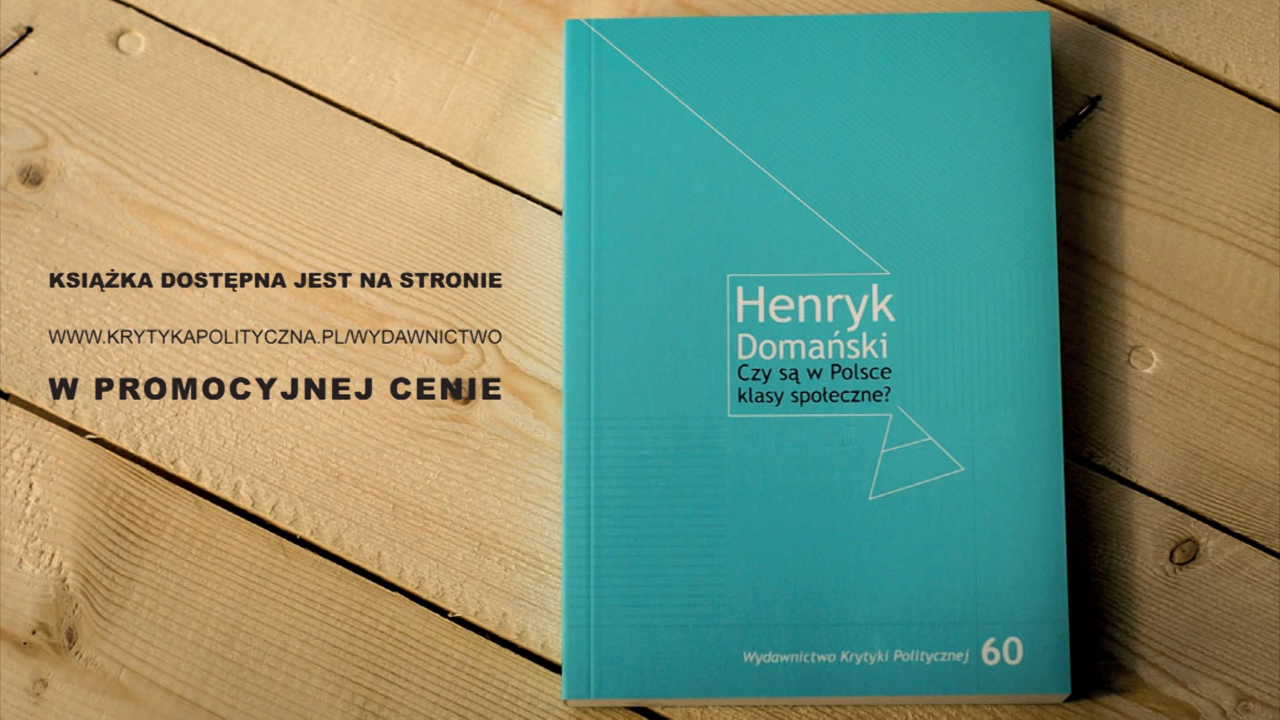 KSIĄŻKA DOSTĘPNA JEST NA STRONIE
WWW.KRYTYKAPOLITYCZNA.PL/WYDAWNICTWO
W PROMOCYJNEJ CENIE
Henryk
Domański
Czy są w Polsce
klasy społeczne?
Wydawnictwo Krytyki Politycznej 60